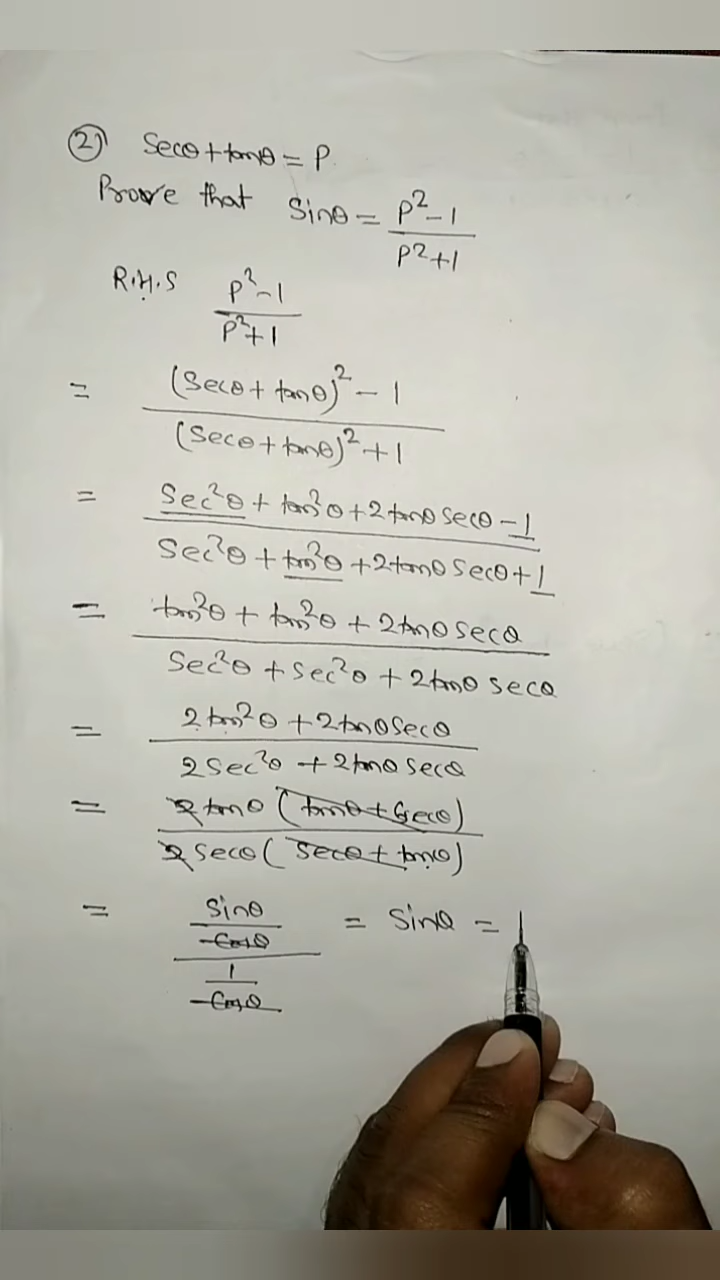 2) Secθ + tanθ = P
Prove that Sinθ = P² - 1 / P² + 1
R.H.S P² - 1 / P² + 1
= (Secθ + tanθ)² - 1 / (Secθ + tanθ)² + 1
= Sec²θ + tan²θ + 2tanθ secθ - 1 / Sec²θ + tan²θ + 2tanθ secθ + 1
= tan²θ + tan²θ + 2tanθ secθ / Sec²θ + sec²θ + 2tanθ secθ
= 2tan²θ + 2tanθ secθ / 2sec²θ + 2tanθ secθ
= 2tanθ (tanθ + secθ) / 2secθ (secθ + tanθ)
= Sinθ / Cosθ / 1 / Cosθ = Sinθ =